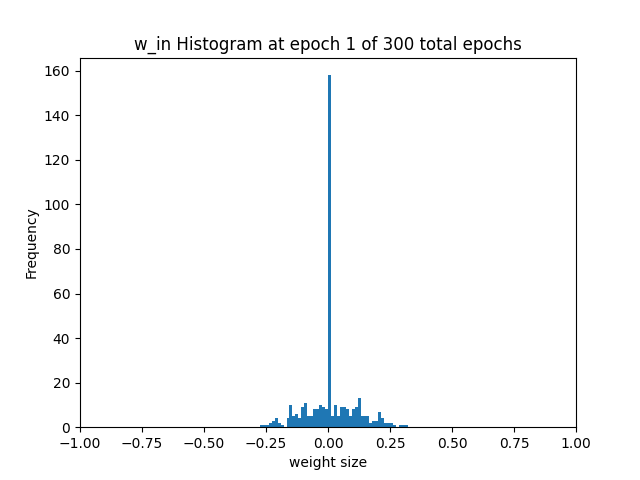 w_in Histogram at epoch 1 of 300 total epochs
Frequency
160
140
120
100
80
60
40
20
0
−1.00 −0.75 −0.50 −0.25 0.00 0.25 0.50 0.75 1.00
weight size